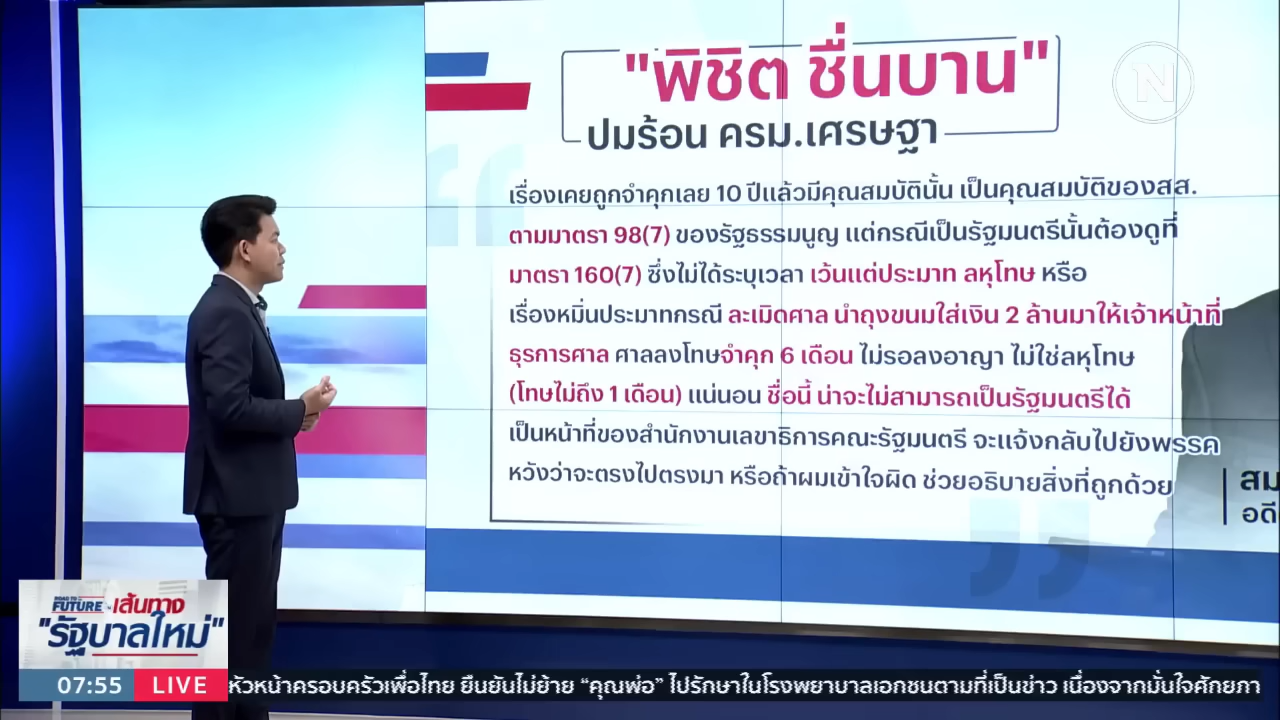 "พิชิต ชื่นบาน"
ปมร้อน ครม.เศรษฐา
เรื่องเคยถูกจำคุกเลย 10 ปีแล้วมีคุณสมบัตินั้น เป็นคุณสมบัติของสส.
ตามมาตรา 98(7) ของรัฐธรรมนูญ แต่กรณีเป็นรัฐมนตรีนั้นต้องดูที่
มาตรา 160(7) ซึ่งไม่ได้ระบุเวลา เว้นแต่ประมาท ลหุโทษ หรือ
เรื่องหมิ่นประมาทกรณี ละเมิดศาล นำถุงขนมใส่เงิน 2 ล้านมาให้เจ้าหน้าที่
ธุรการศาล ศาลลงโทษจำคุก 6 เดือน ไม่รอลงอาญา ไม่ใช่ลหุโทษ
(โทษไม่ถึง 1 เดือน) แน่นอน ชื่อนี้ น่าจะไม่สามารถเป็นรัฐมนตรีได้
เป็นหน้าที่ของสำนักงานเลขาธิการคณะรัฐมนตรี จะแจ้งกลับไปยังพรรค
หวังว่าจะตรงไปตรงมา หรือถ้าผมเข้าใจผิด ช่วยอธิบายสิ่งที่ถูกด้วย
สม
อดี
N
ROAD TO FUTURE เส้นทาง
"รัฐบาลใหม่"
07:55 LIVE
หัวหน้าครอบครัวเพื่อไทย ยืนยันไม่ย้าย “คุณพ่อ” ไปรักษาในโรงพยาบาลเอกชนตามที่เป็นข่าว เนื่องจากมั่นใจศักยภา